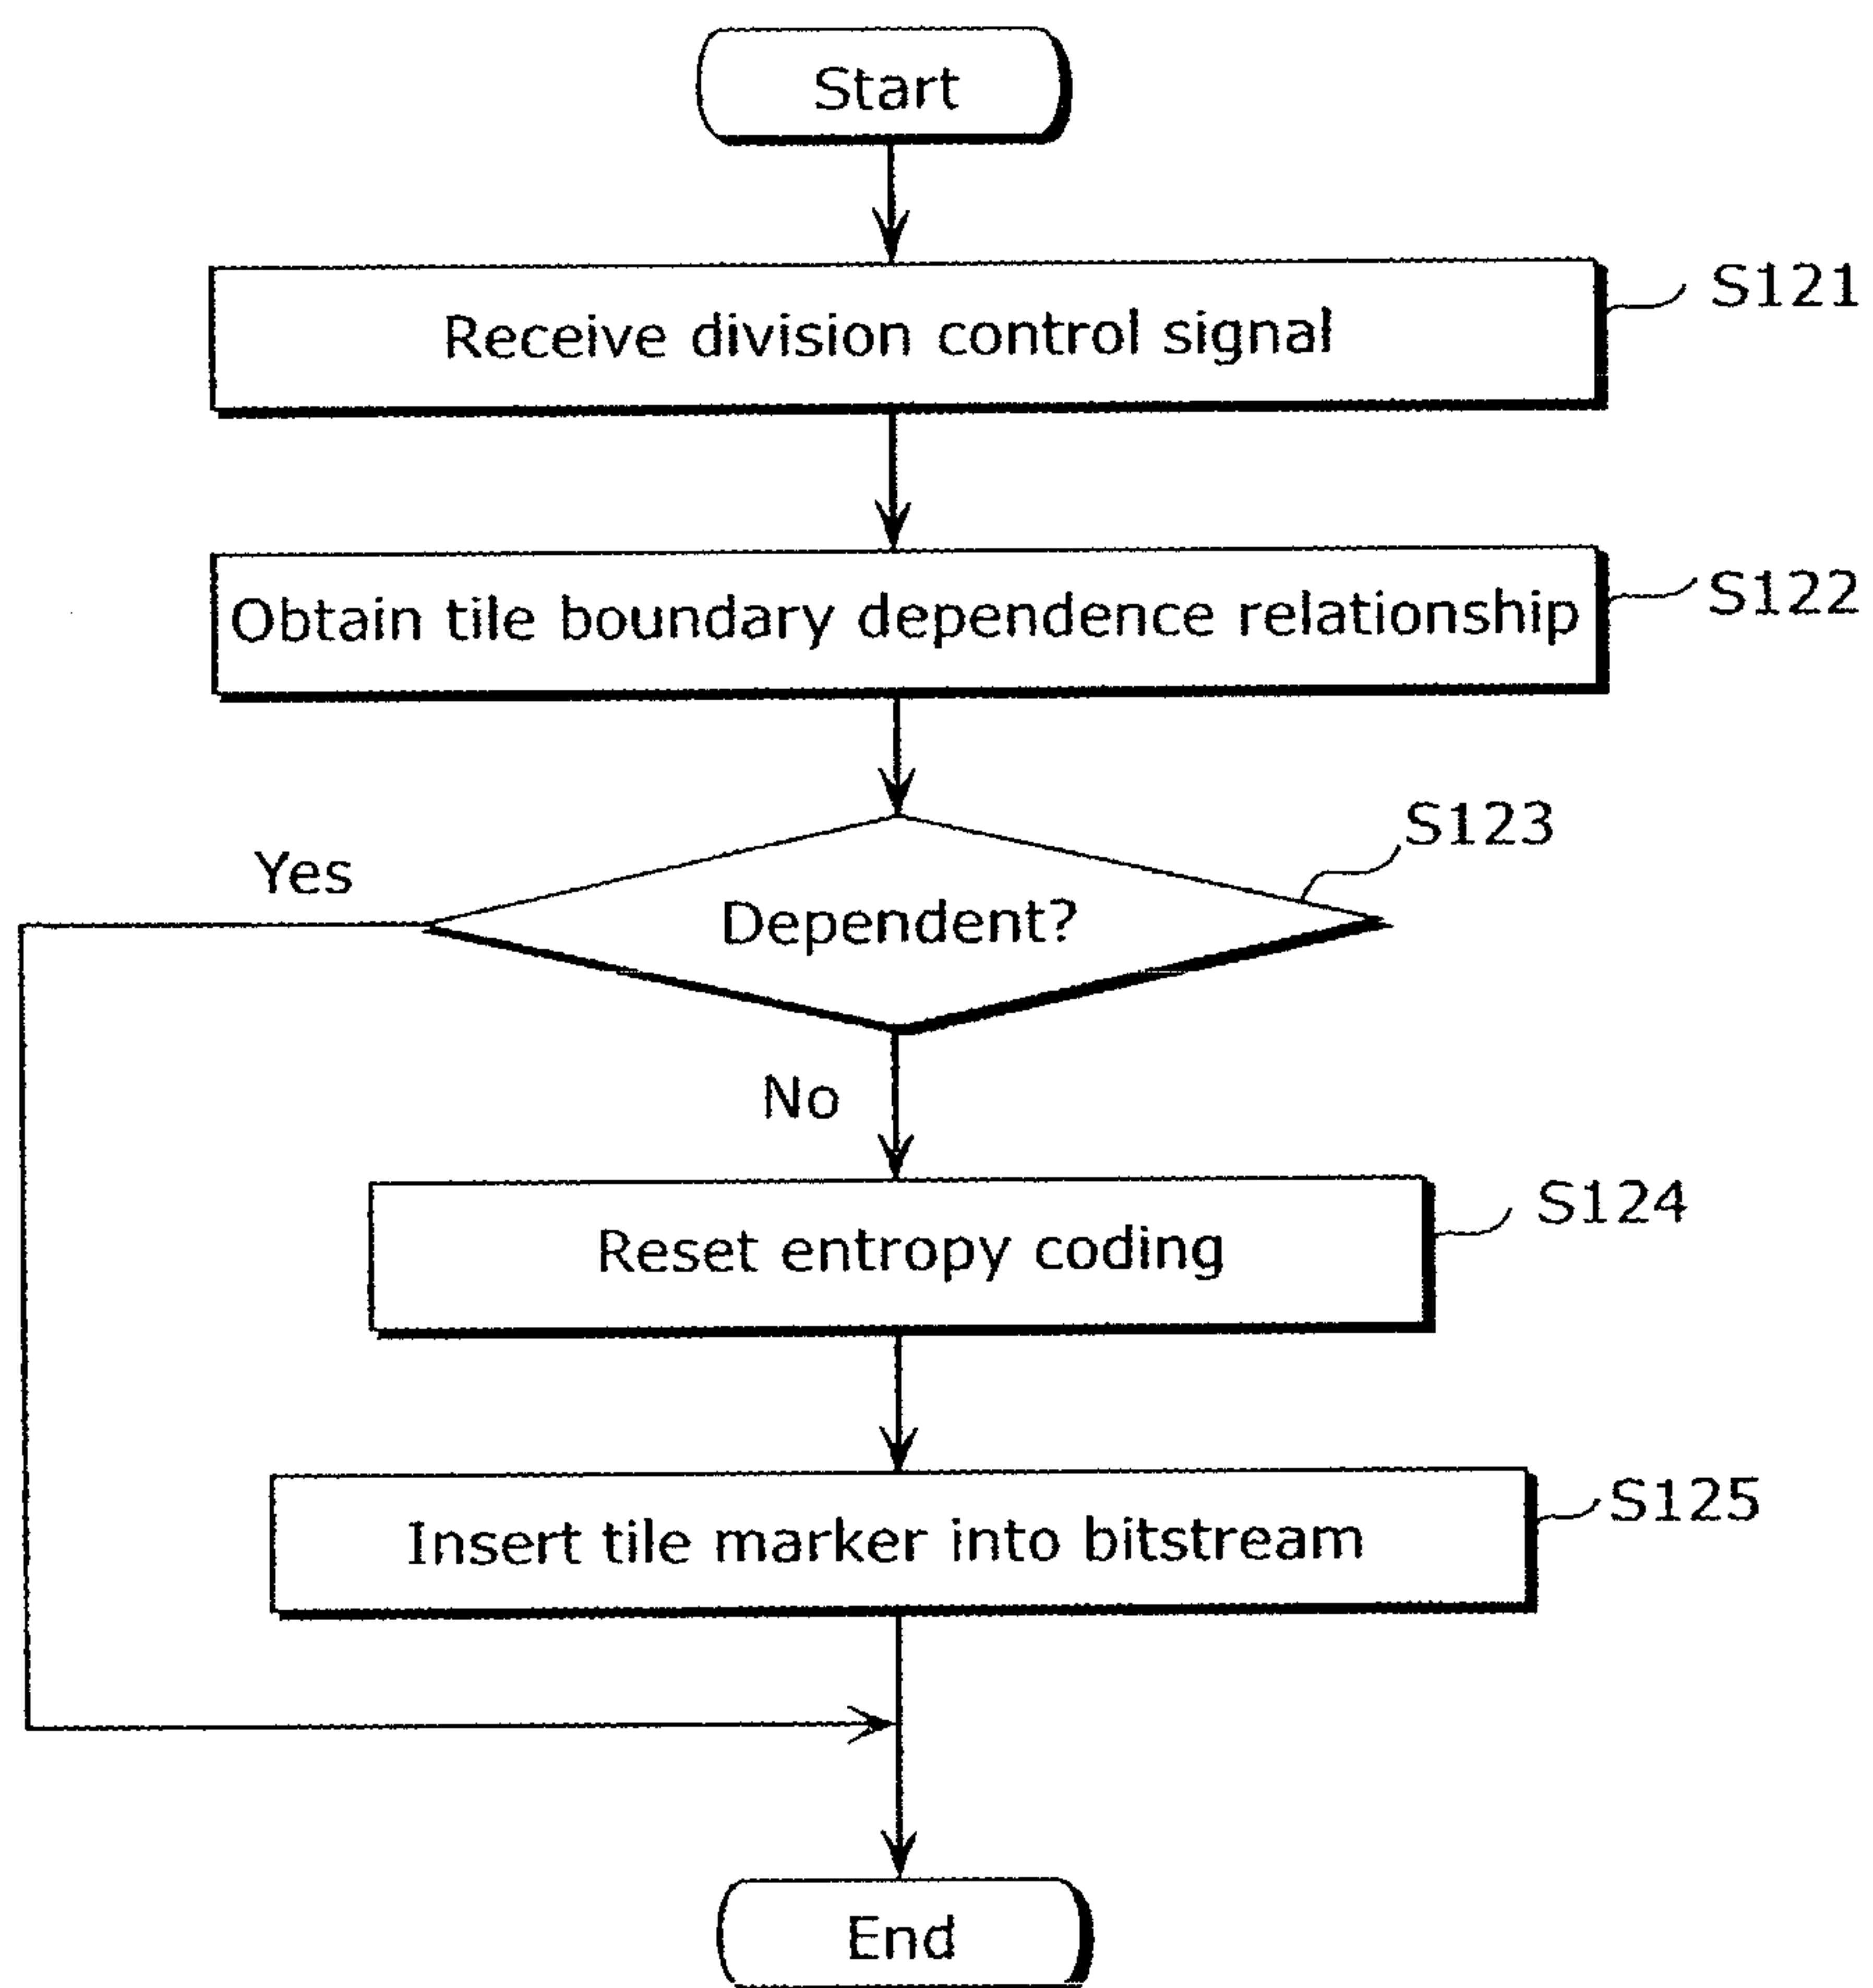 Start
Receive division control signal
S121
Obtain tile boundary dependence relationship
S122
Yes
Dependent?
S123
No
Reset entropy coding
S124
Insert tile marker into bitstream
S125
End